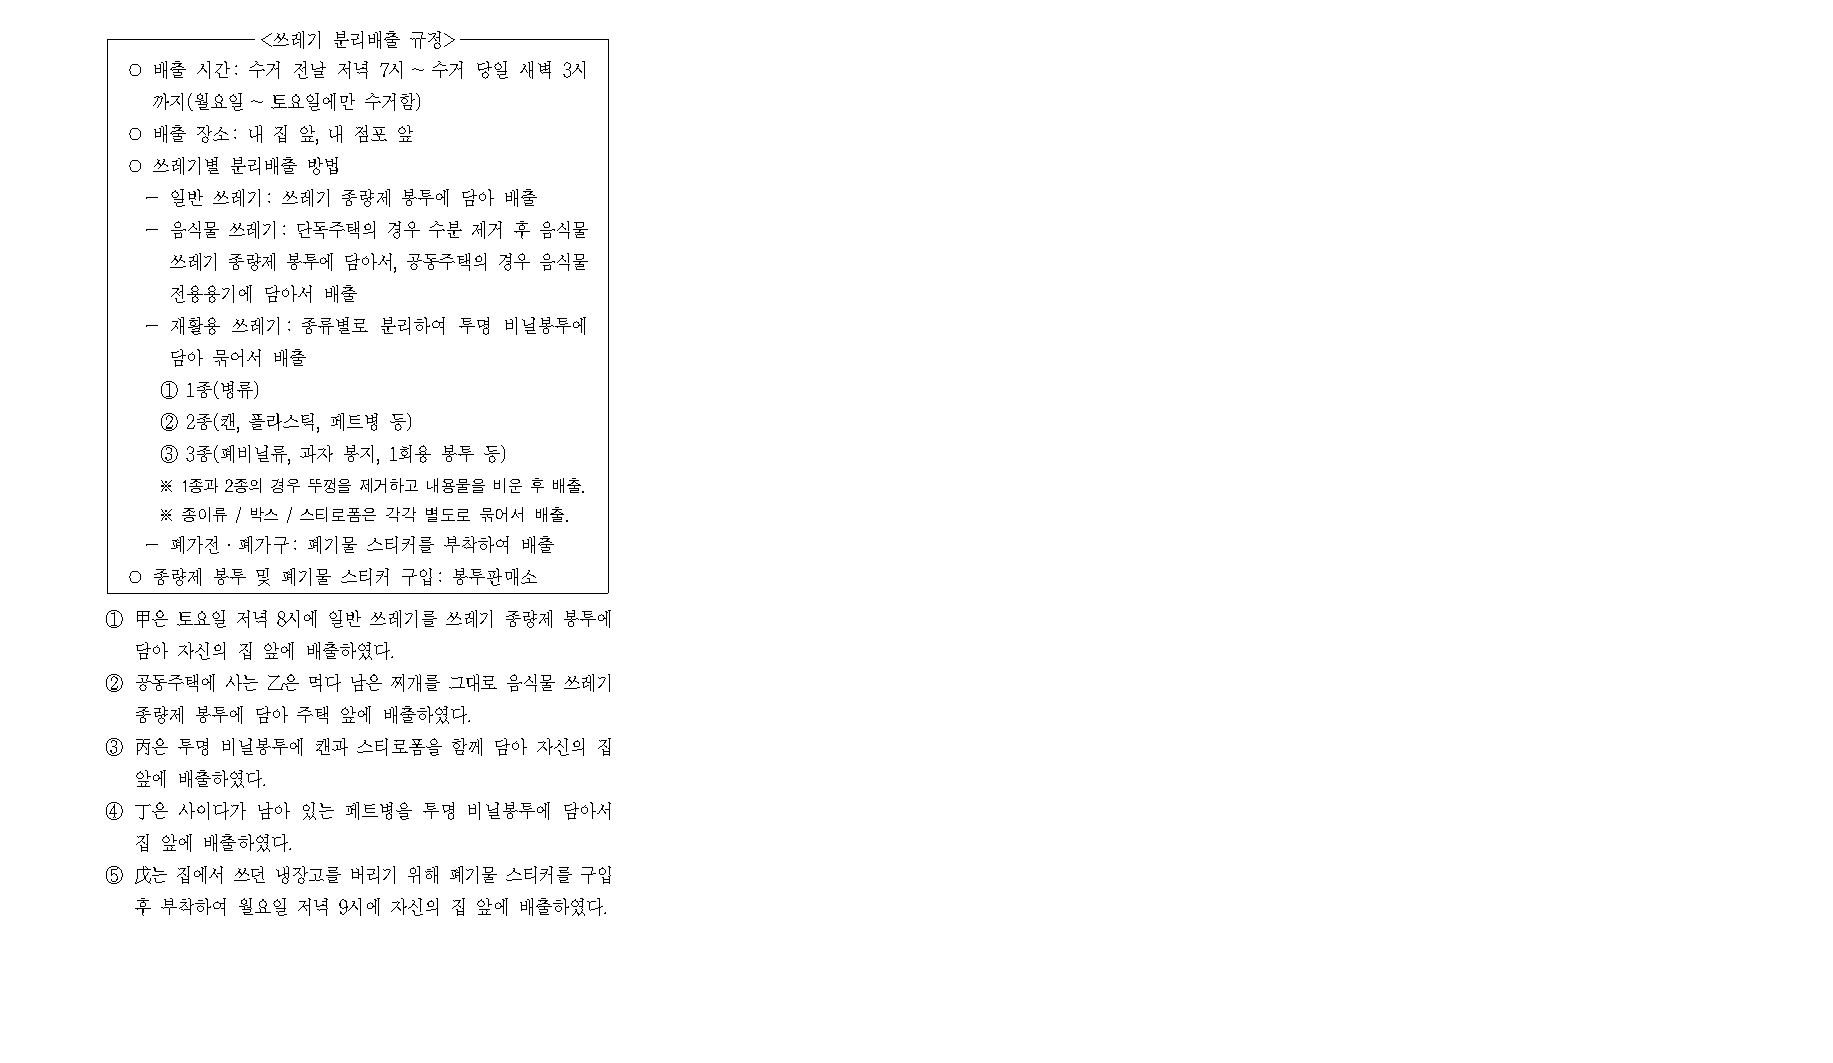 <쓰레기 분리배출 규정>
○ 배출 시간: 수거 전날 저녁 7시 ~ 수거 당일 새벽 3시
까지(월요일 ~ 토요일에만 수거함)
○ 배출 장소: 내 집 앞, 내 점포 앞
○ 쓰레기별 분리배출 방법
- 일반 쓰레기: 쓰레기 종량제 봉투에 담아 배출
- 음식물 쓰레기: 단독주택의 경우 수분 제거 후 음식물
쓰레기 종량제 봉투에 담아서, 공동주택의 경우 음식물
전용용기에 담아서 배출
- 재활용 쓰레기: 종류별로 분리하여 투명 비닐봉투에
담아 묶어서 배출
① 1종(병류)
② 2종(캔, 플라스틱, 페트병 등)
③ 3종(폐비닐류, 과자 봉지, 1회용 봉투 등)
※ 1종과 2종의 경우 뚜껑을 제거하고 내용물을 비운 후 배출.
※ 종이류 / 박스 / 스티로폼은 각각 별도로 묶어서 배출.
- 폐가전·폐가구: 폐기물 스티커를 부착하여 배출
○ 종량제 봉투 및 폐기물 스티커 구입: 봉투판매소
① 甲은 토요일 저녁 8시에 일반 쓰레기를 쓰레기 종량제 봉투에
담아 자신의 집 앞에 배출하였다.
② 공동주택에 사는 乙은 먹다 남은 찌개를 그대로 음식물 쓰레기
종량제 봉투에 담아 주택 앞에 배출하였다.
③ 丙은 투명 비닐봉투에 캔과 스티로폼을 함께 담아 자신의 집
앞에 배출하였다.
④ 丁은 사이다가 남아 있는 페트병을 투명 비닐봉투에 담아서
집 앞에 배출하였다.
⑤ 戊는 집에서 쓰던 냉장고를 버리기 위해 폐기물 스티커를 구입
후 부착하여 월요일 저녁 9시에 자신의 집 앞에 배출하였다.